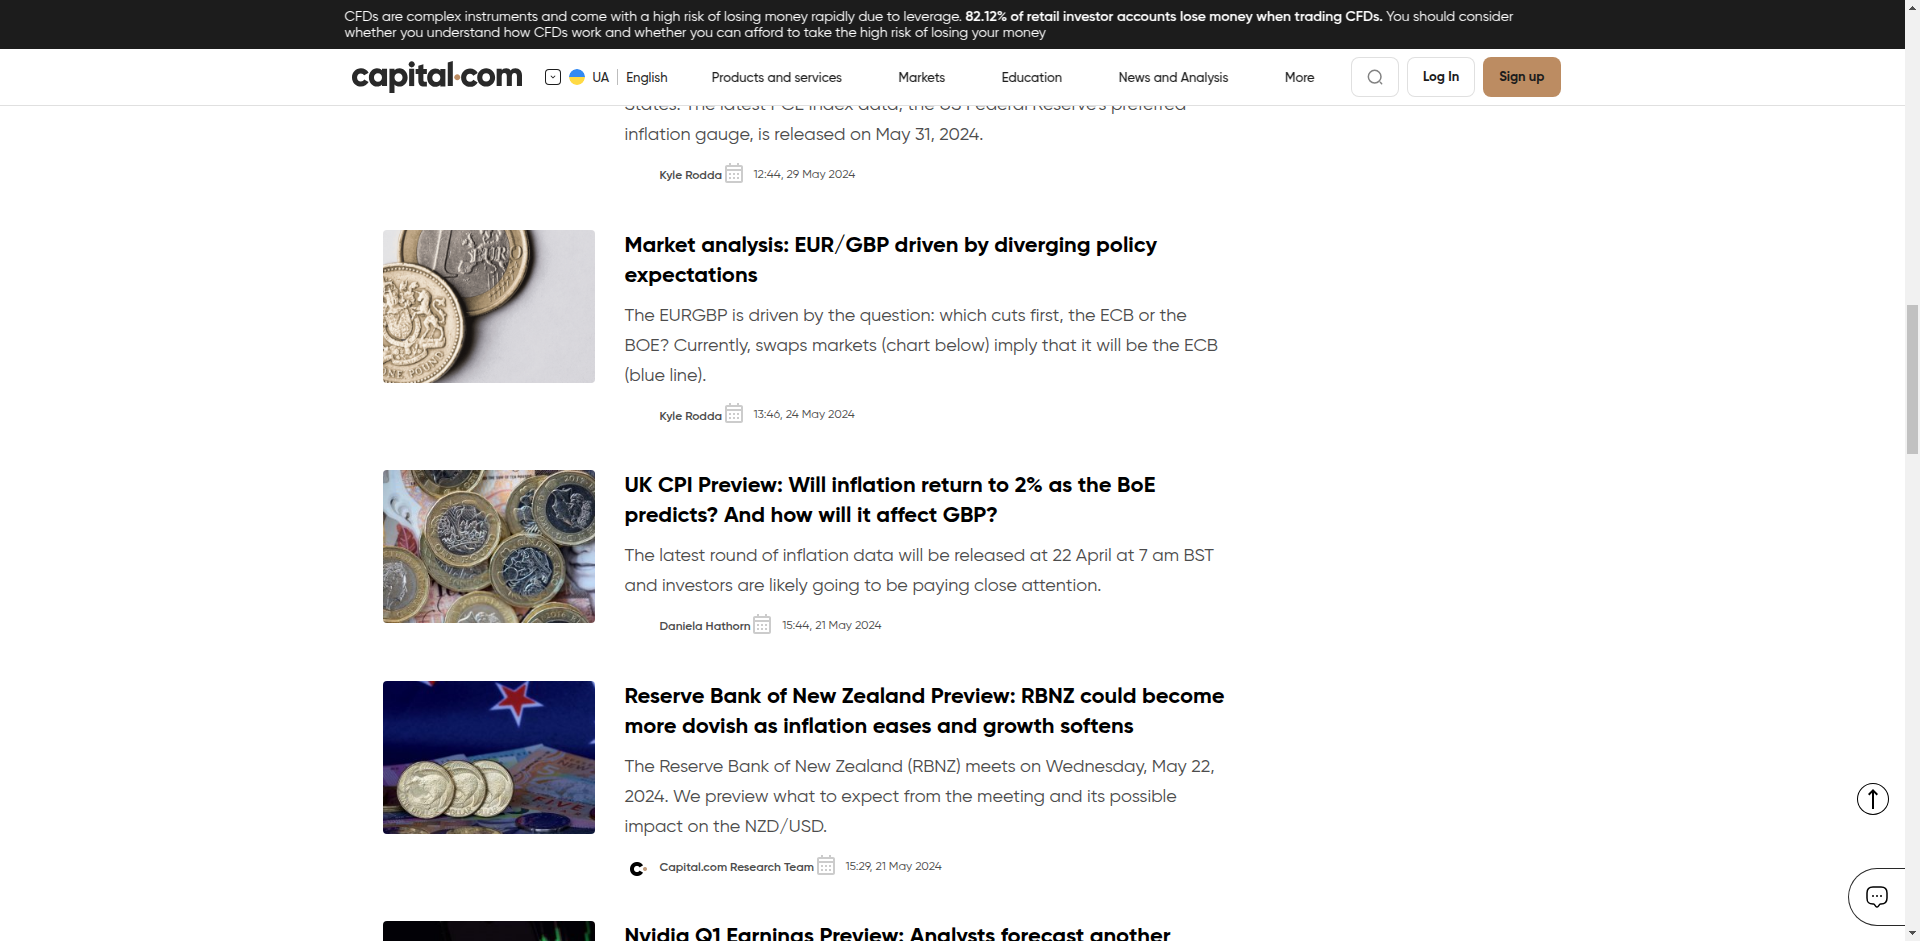 CFDs are complex instruments and come with a high risk of losing money rapidly due to leverage. 82.12% of retail investor accounts lose money when trading CFDs. You should consider
whether you understand how CFDs work and whether you can afford to take the high risk of losing your money
capital.com
UA | English
Products and services
Markets
Education
News and Analysis
More
Log In
Sign up
States. The latest PCE Index data, the US Federal Reserve's preferred
inflation gauge, is released on May 31, 2024.
Kyle Rodda 12:44, 29 May 2024
Market analysis: EUR/GBP driven by diverging policy
expectations
The EURGBP is driven by the question: which cuts first, the ECB or the
BOE? Currently, swaps markets (chart below) imply that it will be the ECB
(blue line).
Kyle Rodda 13:46, 24 May 2024
UK CPI Preview: Will inflation return to 2% as the BoE
predicts? And how will it affect GBP?
The latest round of inflation data will be released at 22 April at 7 am BST
and investors are likely going to be paying close attention.
Daniela Hathorn 15:44, 21 May 2024
Reserve Bank of New Zealand Preview: RBNZ could become
more dovish as inflation eases and growth softens
The Reserve Bank of New Zealand (RBNZ) meets on Wednesday, May 22,
2024. We preview what to expect from the meeting and its possible
impact on the NZD/USD.
Capital.com Research Team 15:29, 21 May 2024
Nvidia Q1 Earnings Preview: Analysts forecast another